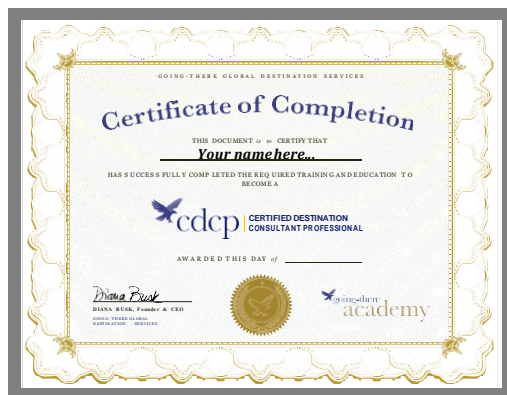 GOING-THERE GLOBAL DESTINATION SERVICES
Certificate of Completion
THIS DOCUMENT is to CERTIFY THAT
Your name here...
HAS SUCCESSFULLY COMPLETED THE REQUIRED TRAINING AND EDUCATION TO
BECOME A
cdcp
CERTIFIED DESTINATION
CONSULTANT PROFESSIONAL
AWARDED THIS DAY of
Diana Busk
DIANA BUSK, Founder & CEO
GOING-THERE GLOBAL
DESTINATION SERVICES
going-there
academy